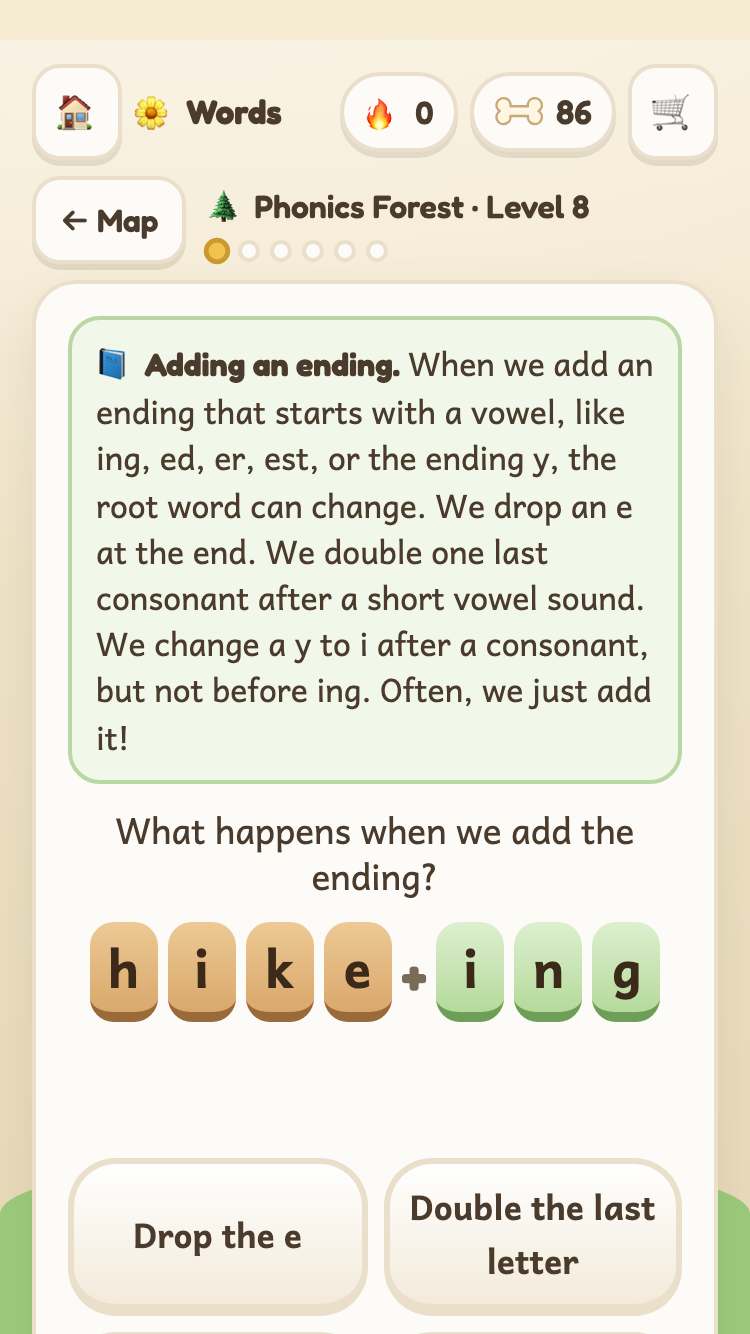 Words
0
86
← Map
Phonics Forest · Level 8
Adding an ending. When we add an
ending that starts with a vowel, like
ing, ed, er, est, or the ending y, the
root word can change. We drop an e
at the end. We double one last
consonant after a short vowel sound.
We change a y to i after a consonant,
but not before ing. Often, we just add
it!
What happens when we add the
ending?
h i k e + i n g
Drop the e
Double the last
letter